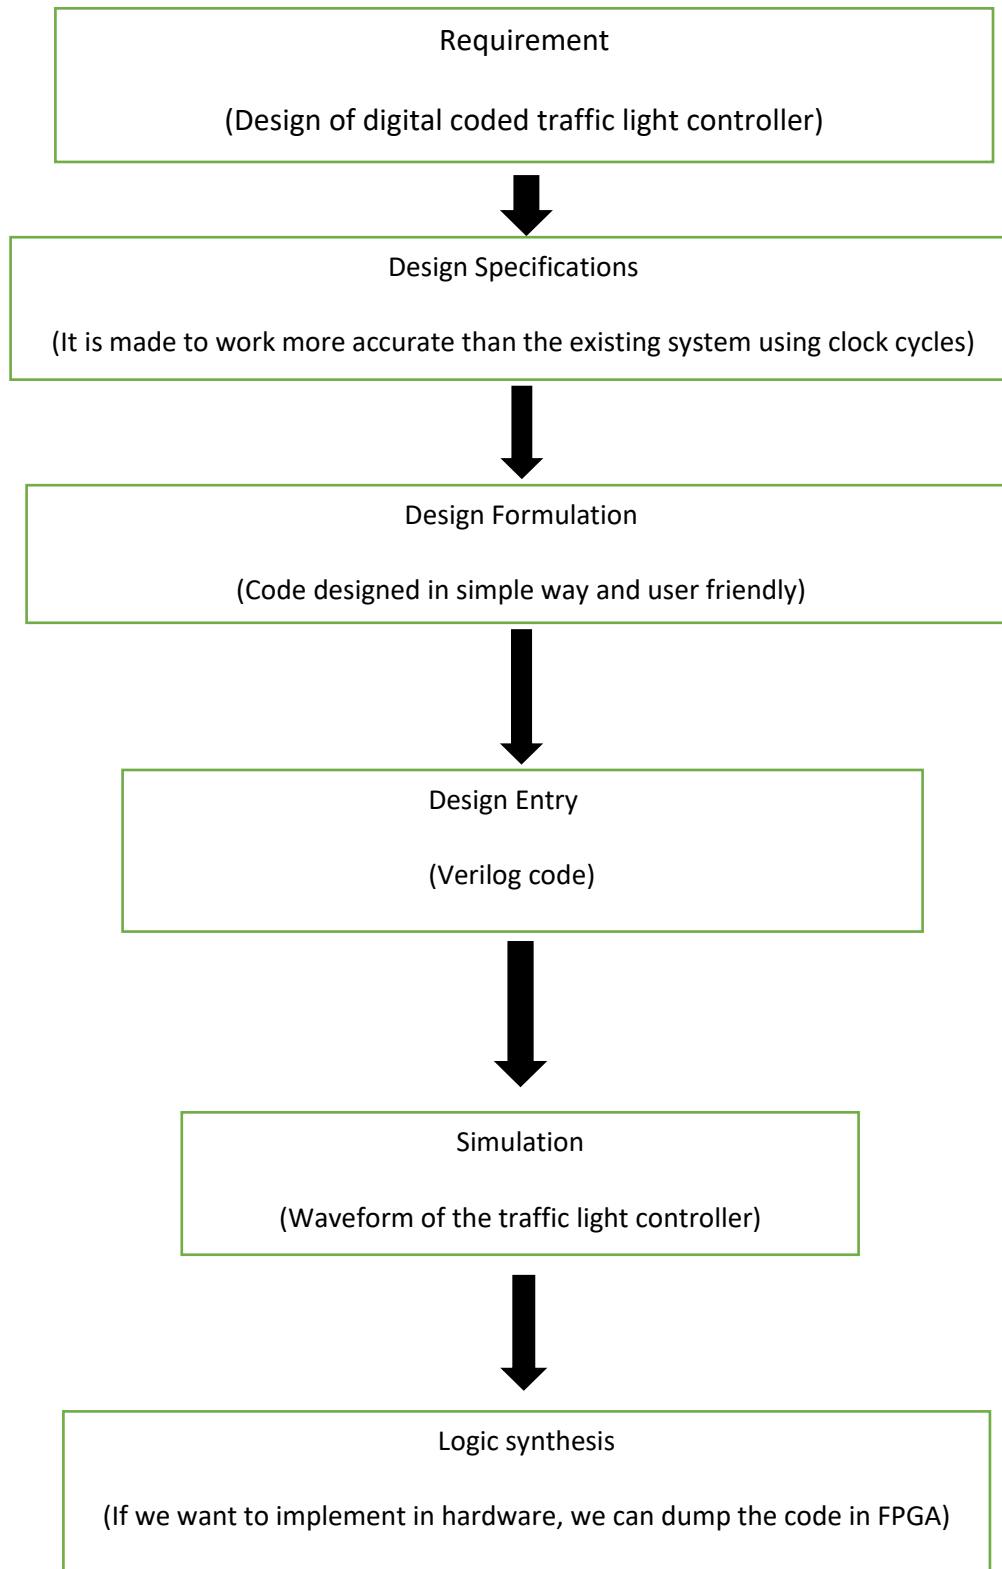 Requirement
(Design of digital coded traffic light controller)
Design Specifications
(It is made to work more accurate than the existing system using clock cycles)
Design Formulation
(Code designed in simple way and user friendly)
Design Entry
(Verilog code)
Simulation
(Waveform of the traffic light controller)
Logic synthesis
(If we want to implement in hardware, we can dump the code in FPGA)